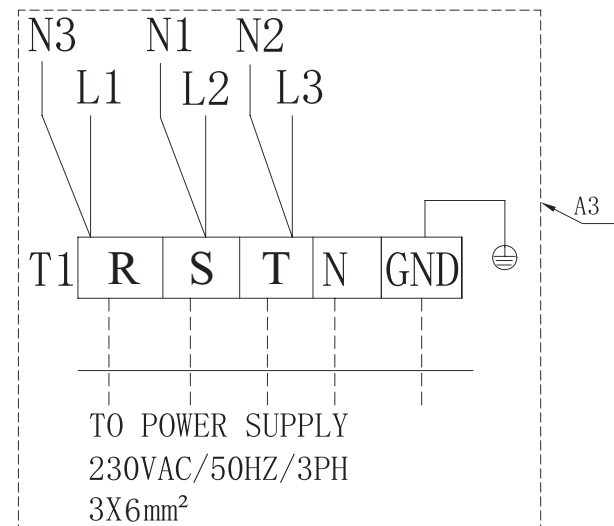 N3 N1 N2
L1 L2 L3
A3
T1 R S T N GND
TO POWER SUPPLY
230VAC/50HZ/3PH
3X6mm²